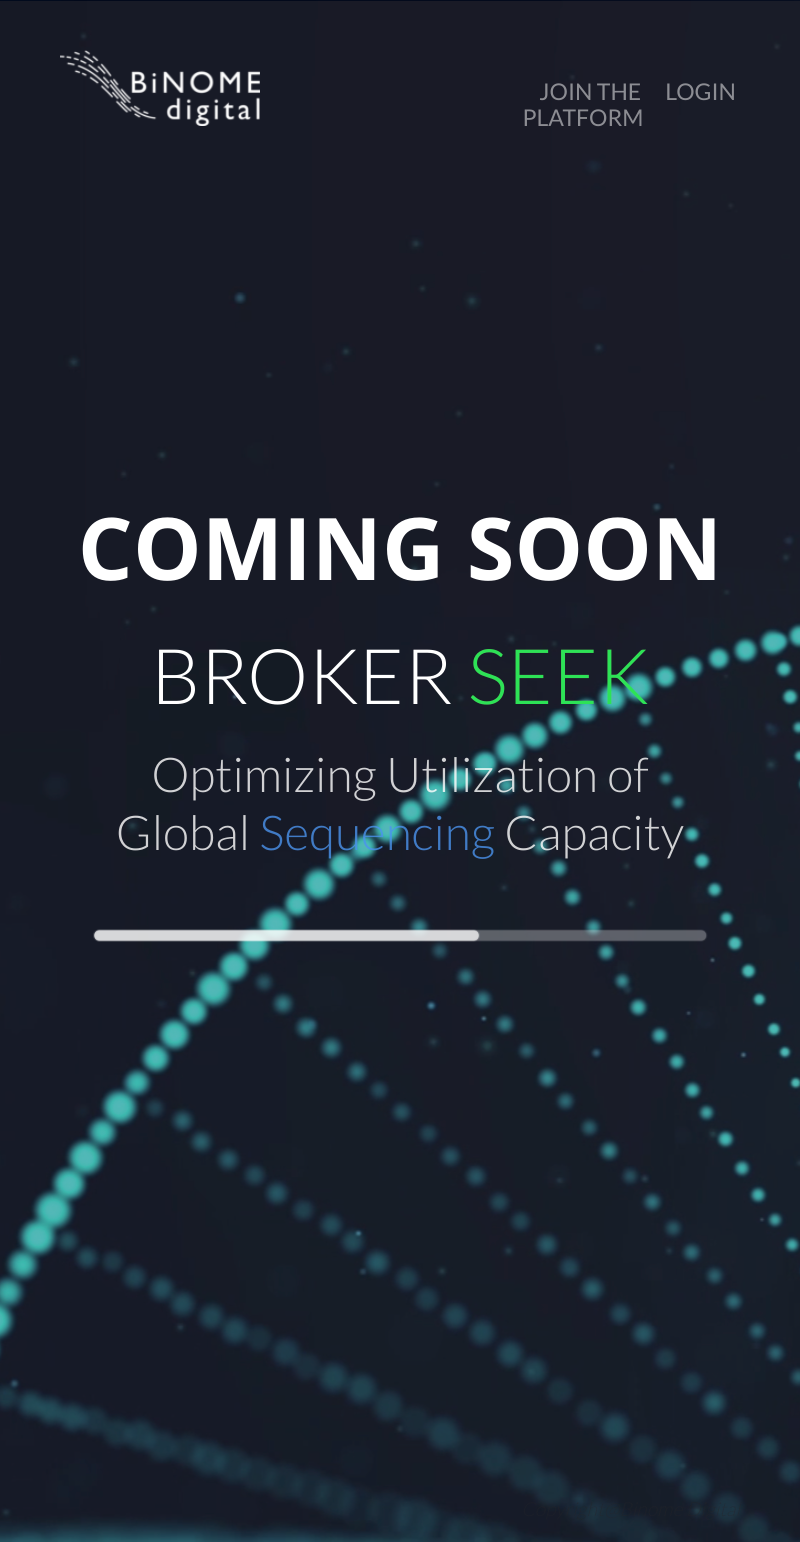 BiNOME
digital
JOIN THE
PLATFORM
LOGIN
COMING SOON
BROKER SEEK
Optimizing Utilization of
Global Sequencing Capacity